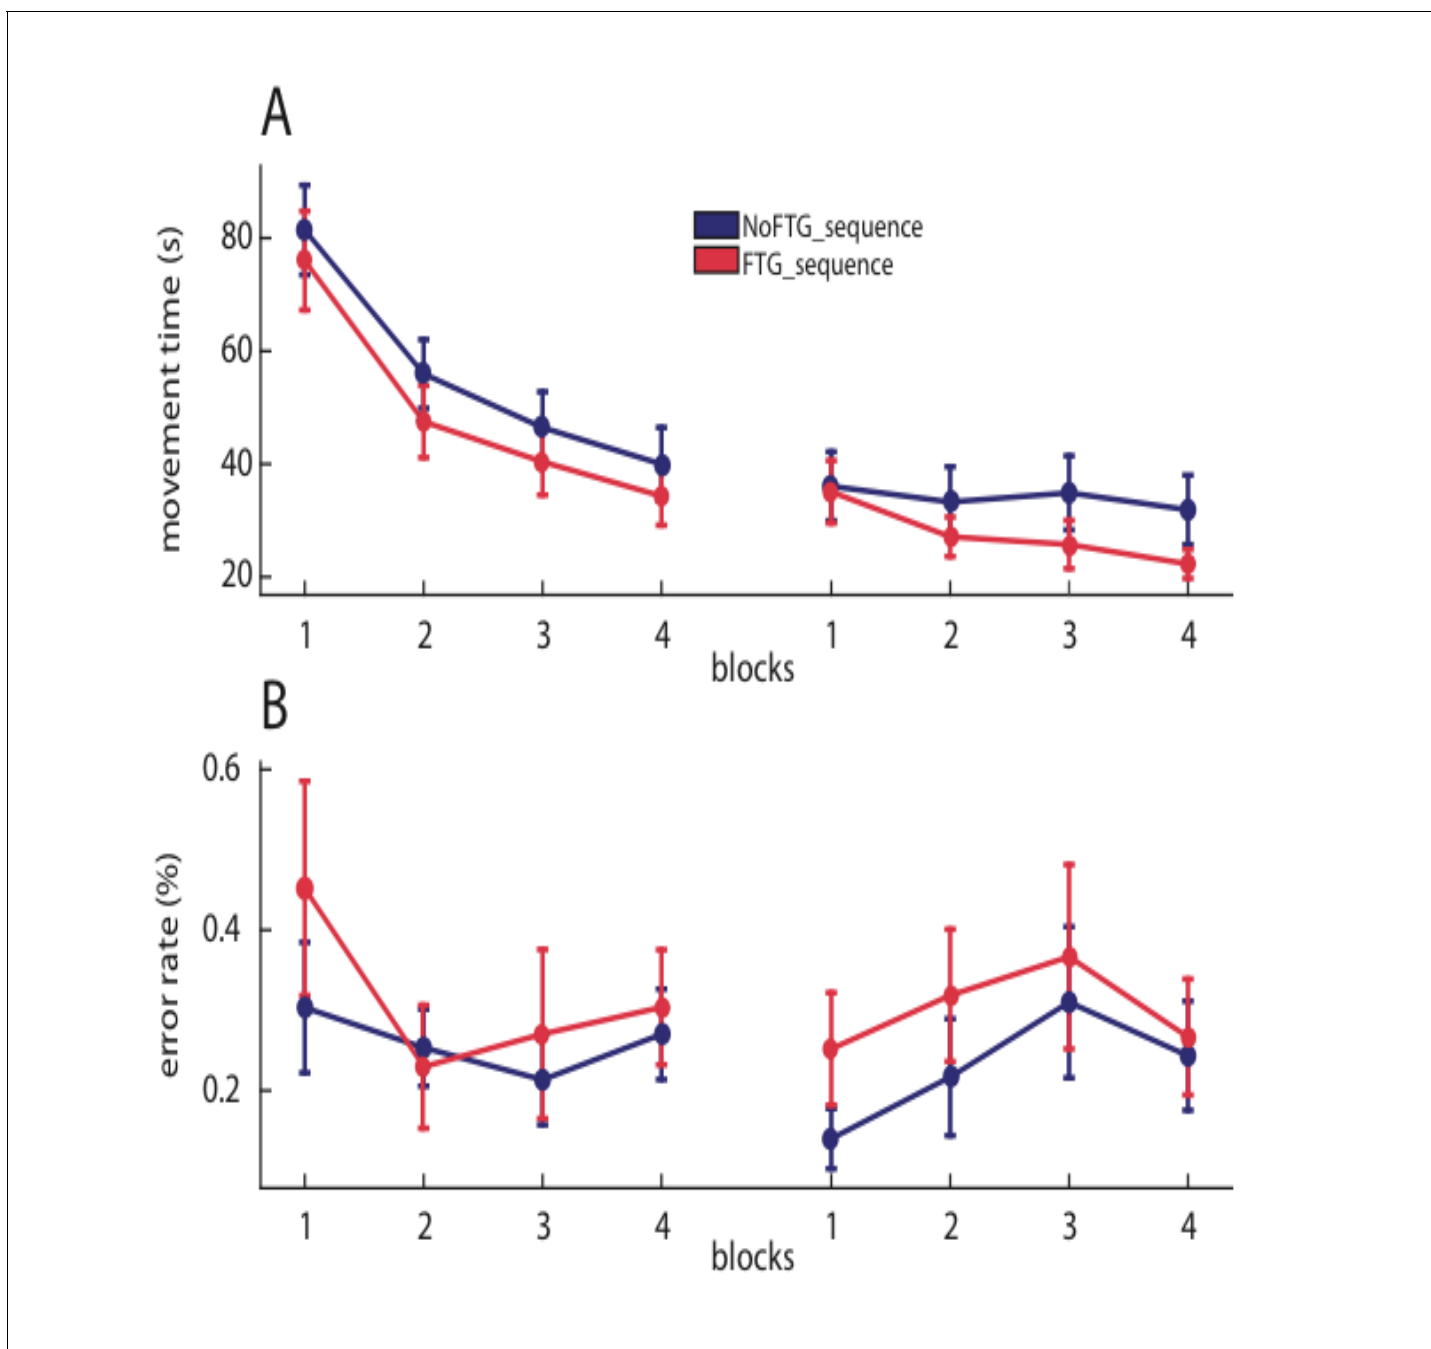 A
movement time (s)
80
60
40
20
NoFTG_sequence
FTG_sequence
1 2 3 4 1 2 3 4
blocks
B
error rate (%)
0.6
0.4
0.2
1 2 3 4 1 2 3 4
blocks